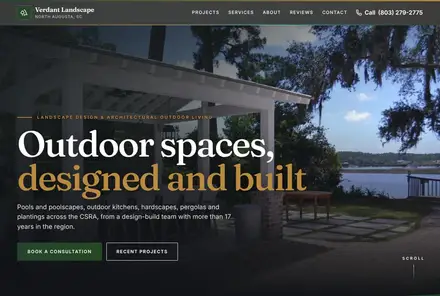 Verdant Landscape
NORTH AUGUSTA, SC
PROJECTS SERVICES ABOUT REVIEWS CONTACT Call (803) 279-2775
LANDSCAPE DESIGN & ARCHITECTURAL OUTDOOR LIVING
Outdoor spaces,
designed and built
Pools and poolscapes, outdoor kitchens, hardscapes, pergolas and
plantings across the CSRA, from a design-build team with more than 17
years in the region.
BOOK A CONSULTATION RECENT PROJECTS
SCROLL